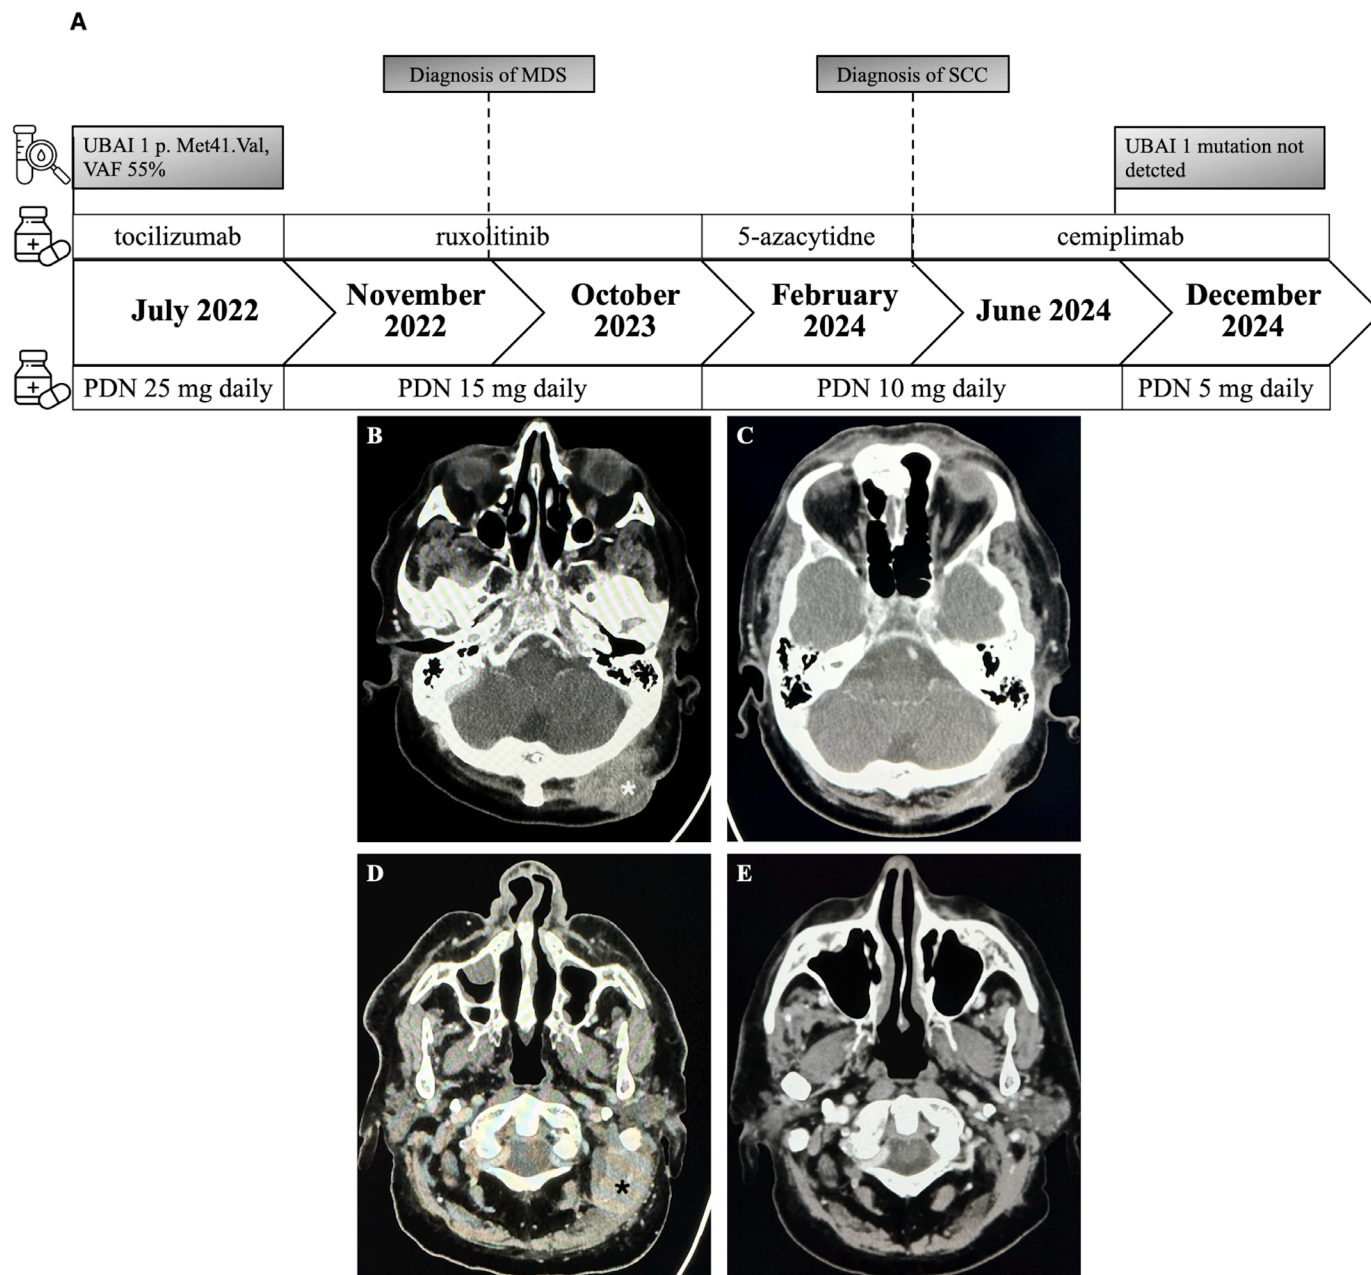 A
Diagnosis of MDS
Diagnosis of SCC
UBAI 1 p. Met41.Val,
VAF 55%
UBAI 1 mutation not
detcted
tocilizumab
ruxolitinib
5-azacytidne
cemiplimab
July 2022
November
2022
October
2023
February
2024
June 2024
December
2024
PDN 25 mg daily
PDN 15 mg daily
PDN 10 mg daily
PDN 5 mg daily
B
C
*
D
E
*